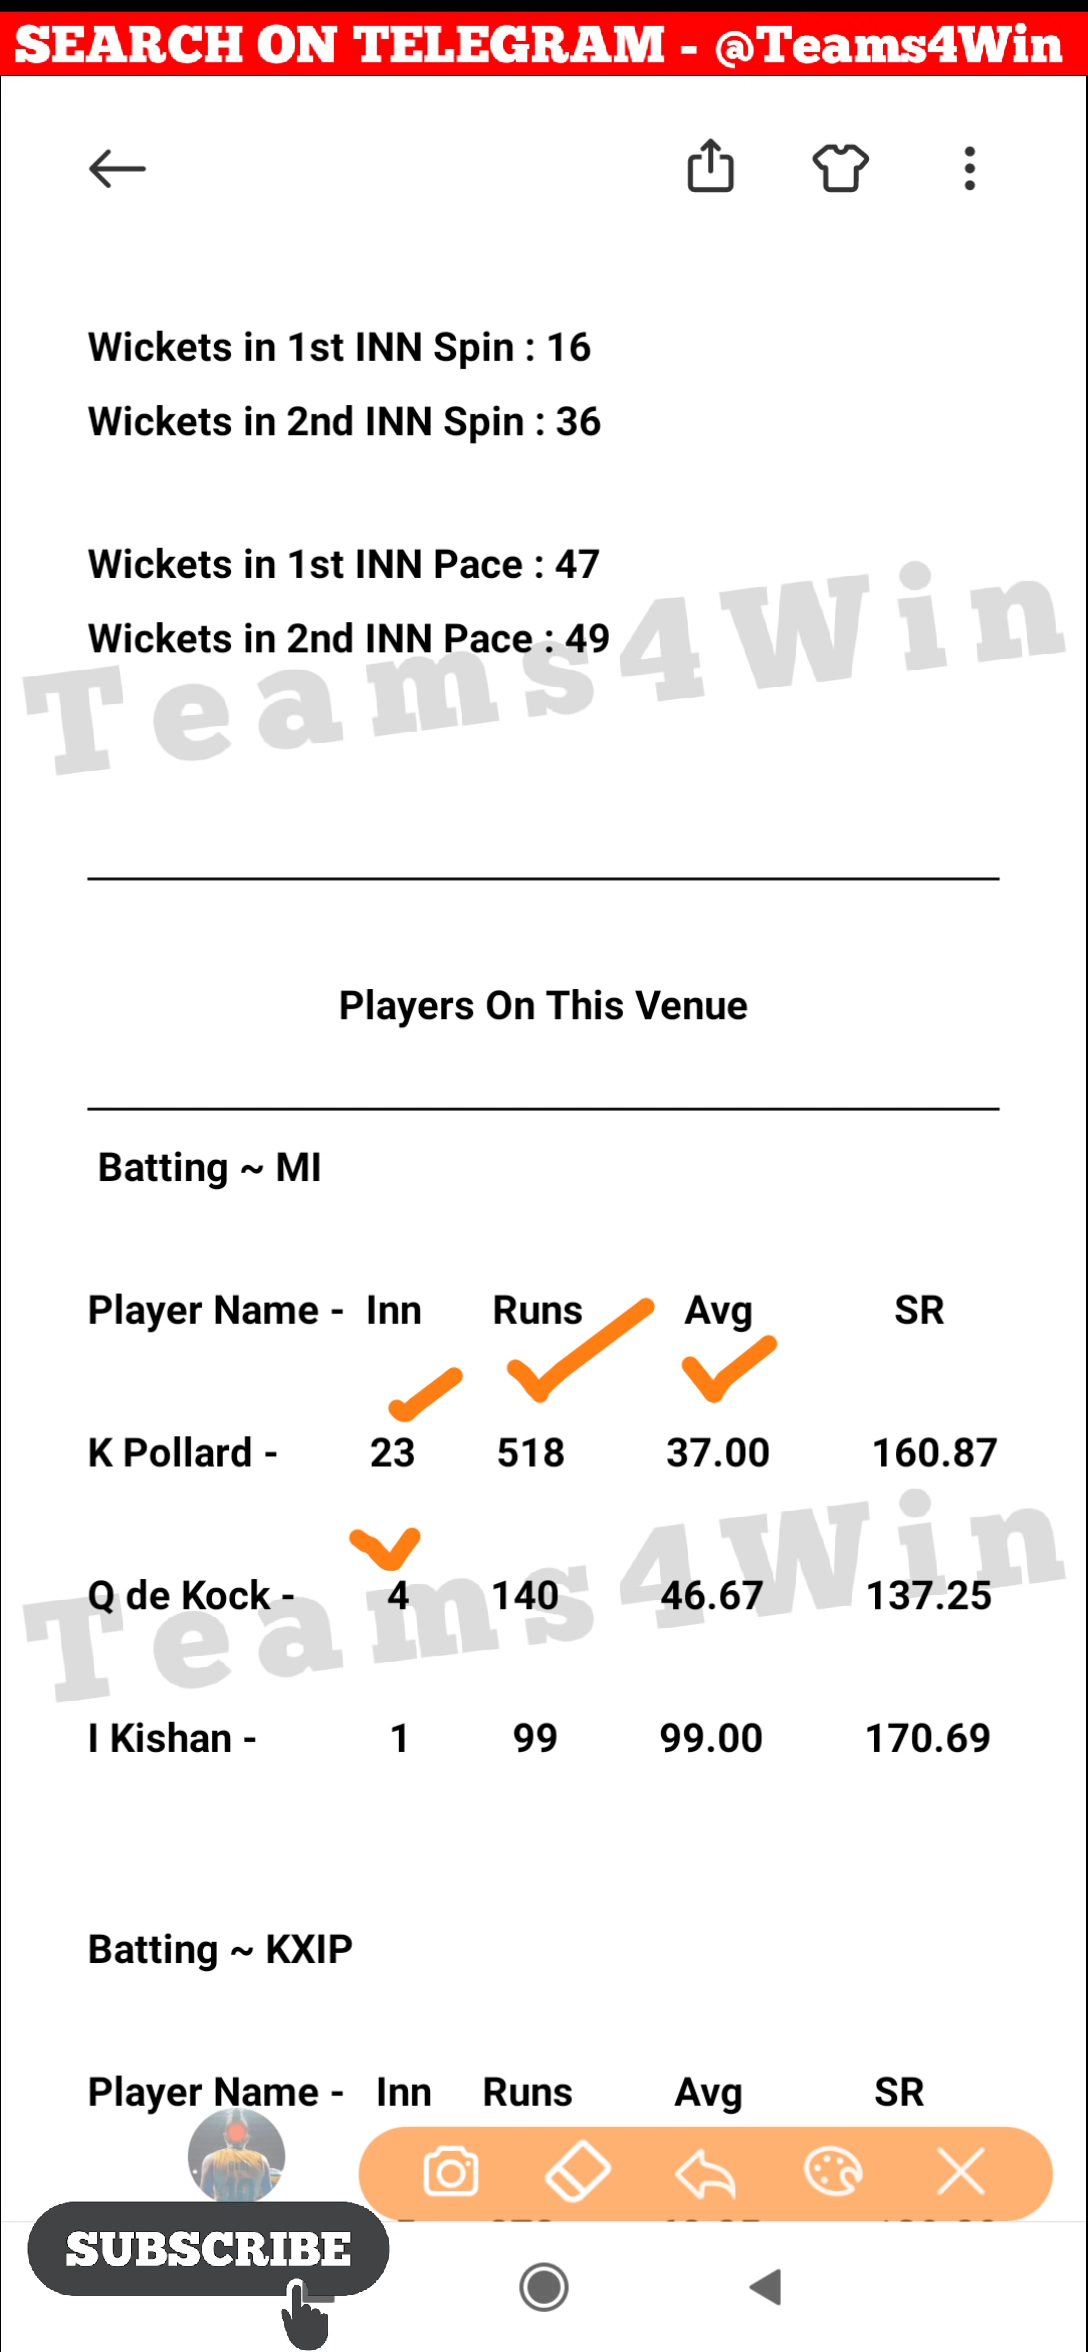 SEARCH ON TELEGRAM - @Teams4Win
Wickets in 1st INN Spin : 16
Wickets in 2nd INN Spin : 36
Wickets in 1st INN Pace : 47
Wickets in 2nd INN Pace : 49
Teams4Win
Players On This Venue
Batting ~ MI
Player Name - Inn Runs Avg SR
K Pollard - 23 518 37.00 160.87
Q de Kock - 4 140 46.67 137.25
Teams4Win
I Kishan - 1 99 99.00 170.69
Batting ~ KXIP
Player Name - Inn Runs Avg SR
SUBSCRIBE